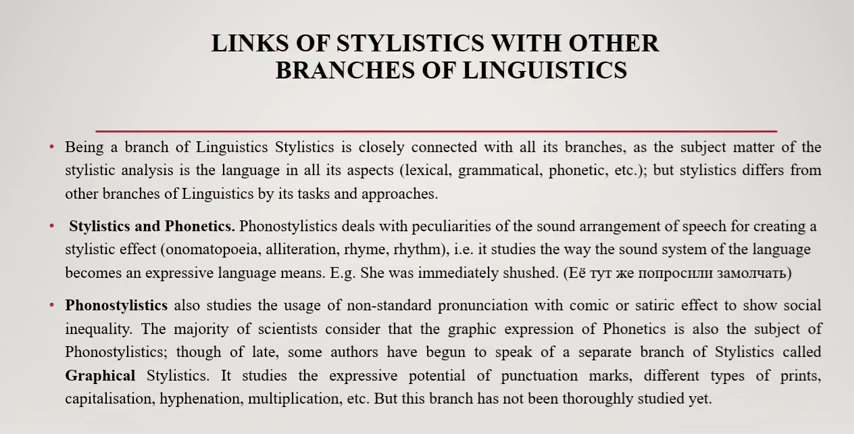 LINKS OF STYLISTICS WITH OTHER
BRANCHES OF LINGUISTICS
• Being a branch of Linguistics Stylistics is closely connected with all its branches, as the subject matter of the
stylistic analysis is the language in all its aspects (lexical, grammatical, phonetic, etc.); but stylistics differs from
other branches of Linguistics by its tasks and approaches.
• Stylistics and Phonetics. Phonostylistics deals with peculiarities of the sound arrangement of speech for creating a
stylistic effect (onomatopoeia, alliteration, rhyme, rhythm), i.e. it studies the way the sound system of the language
becomes an expressive language means. E.g. She was immediately shushed. (Её тут же попросили замолчать)
• Phonostylistics also studies the usage of non-standard pronunciation with comic or satiric effect to show social
inequality. The majority of scientists consider that the graphic expression of Phonetics is also the subject of
Phonostylistics; though of late, some authors have begun to speak of a separate branch of Stylistics called
Graphical Stylistics. It studies the expressive potential of punctuation marks, different types of prints,
capitalisation, hyphenation, multiplication, etc. But this branch has not been thoroughly studied yet.